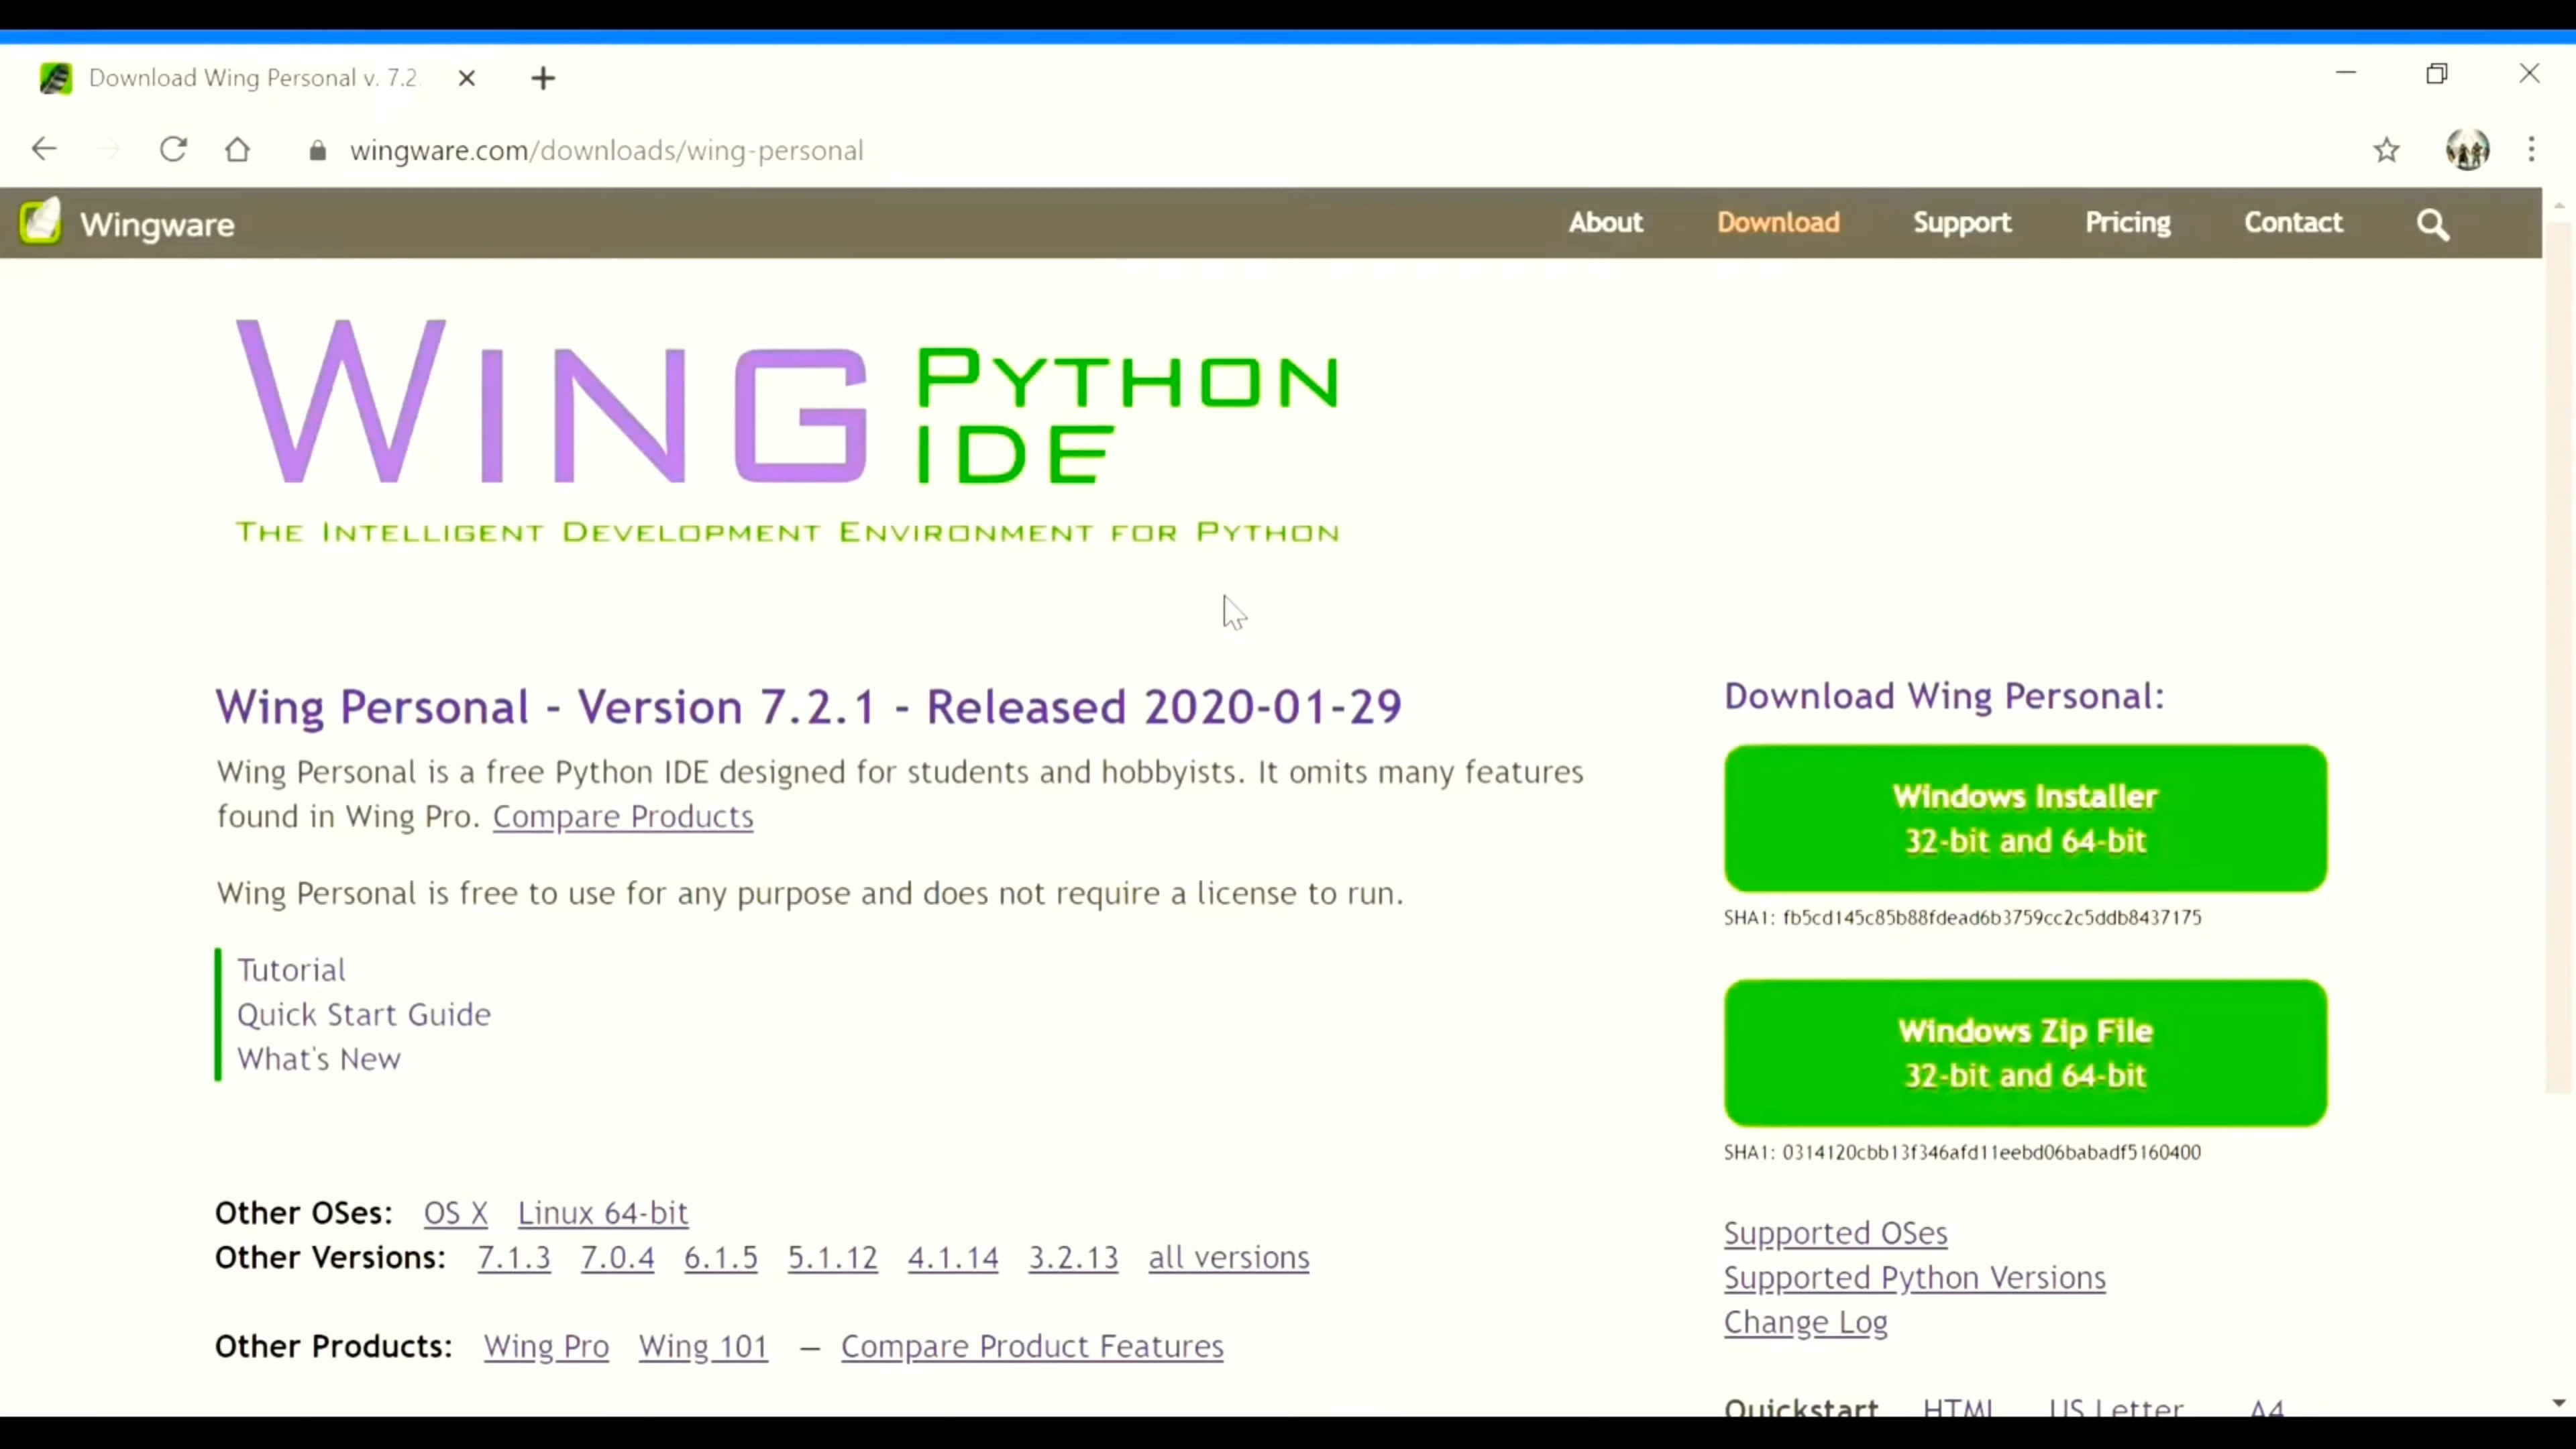 Download Wing Personal v. 7.2
wingware.com/downloads/wing-personal
Wingware
About Download Support Pricing Contact
WING PYTHON IDE
THE INTELLIGENT DEVELOPMENT ENVIRONMENT FOR PYTHON
Wing Personal - Version 7.2.1 - Released 2020-01-29
Wing Personal is a free Python IDE designed for students and hobbyists. It omits many features
found in Wing Pro. Compare Products
Wing Personal is free to use for any purpose and does not require a license to run.
Tutorial
Quick Start Guide
What's New
Other OSes: OS X Linux 64-bit
Other Versions: 7.1.3 7.0.4 6.1.5 5.1.12 4.1.14 3.2.13 all versions
Other Products: Wing Pro Wing 101 — Compare Product Features
Download Wing Personal:
Windows Installer
32-bit and 64-bit
SHA1: fb5cd145c85b88fdead6b3759cc2c5ddb8437175
Windows Zip File
32-bit and 64-bit
SHA1: 0314120cbb13f346afd11eebd06babadf5160400
Supported OSes
Supported Python Versions
Change Log
Quickstart HTML US Letter A4